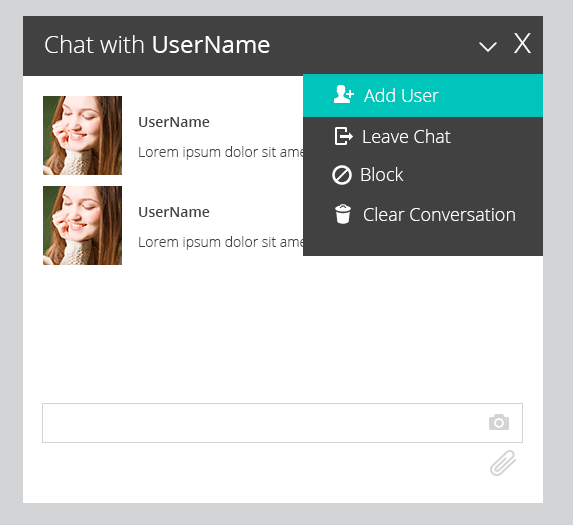 Chat with UserName X
Add User
UserName
Leave Chat
Lorem ipsum dolor sit ame
Block
UserName
Clear Conversation
Lorem ipsum dolor sit ame